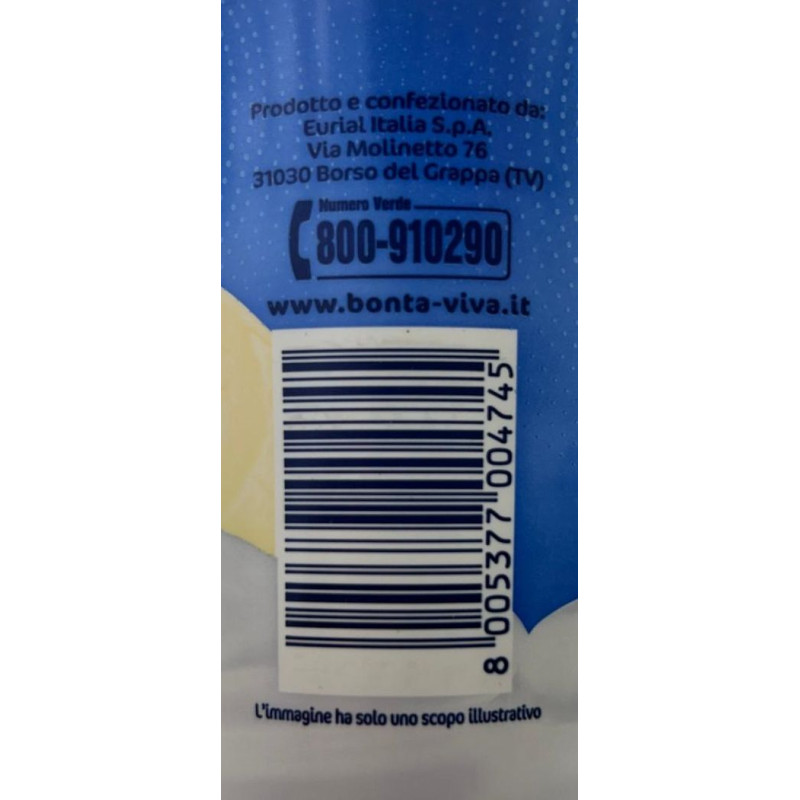 Prodotto e confezionato da:
Eurial Italia S.p.A.
Via Molinetto 76
31030 Borso del Grappa (TV)
Numero Verde
800-910290
www.bonta-viva.it
8 005377 004745
L'immagine ha solo uno scopo illustrativo